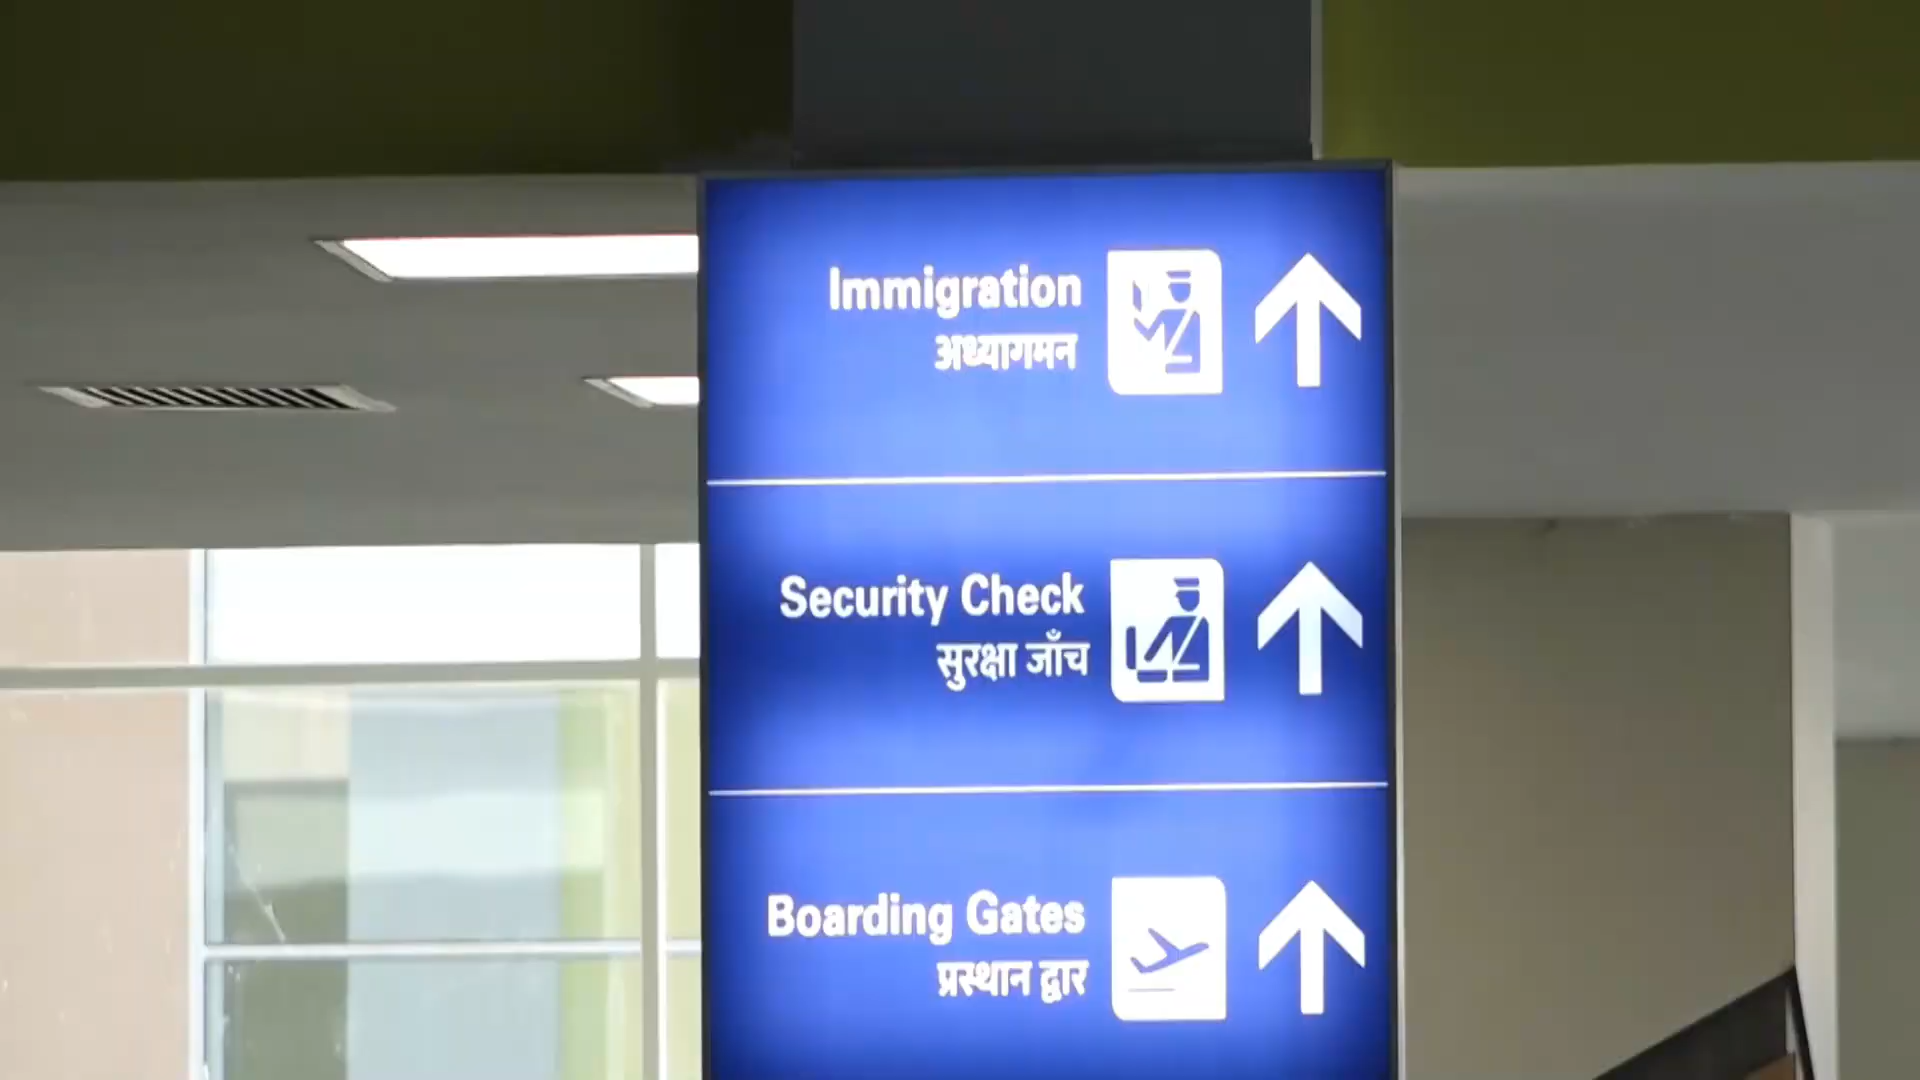 Immigration
अध्यागमन
Security Check
सुरक्षा जाँच
Boarding Gates
प्रस्थान द्वार